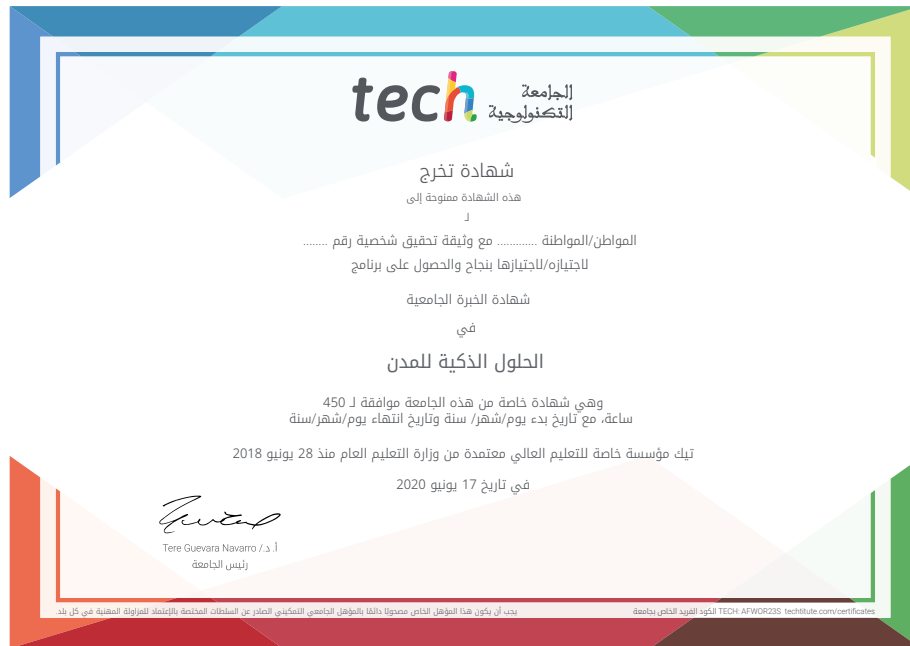 tech الجامعة
التكنولوجية
شهادة تخرج
هذه الشهادة ممنوحة إلى
لـ
المواطن/المواطنة ............ مع وثيقة تحقيق شخصية رقم ........
لاجتيازه/لاجتيازها بنجاح والحصول على برنامج
شهادة الخبرة الجامعية
في
الحلول الذكية للمدن
وهي شهادة خاصة من هذه الجامعة موافقة لـ 450
ساعة، مع تاريخ بدء يوم/شهر/ سنة وتاريخ انتهاء يوم/شهر/سنة
تيك مؤسسة خاصة للتعليم العالي معتمدة من وزارة التعليم العام منذ 28 يونيو 2018
في تاريخ 17 يونيو 2020
أ. د./ Tere Guevara Navarro
رئيس الجامعة
الكود الفريد الخاص بجامعة TECH: AFWOR23S techtitute.com/certificates
يجب أن يكون هذا المؤهل الخاص مصحوبًا دائمًا بالمؤهل الجامعي التمكيني الصادر عن السلطات المختصة بالإعتماد للمزاولة المهنية في كل بلد.